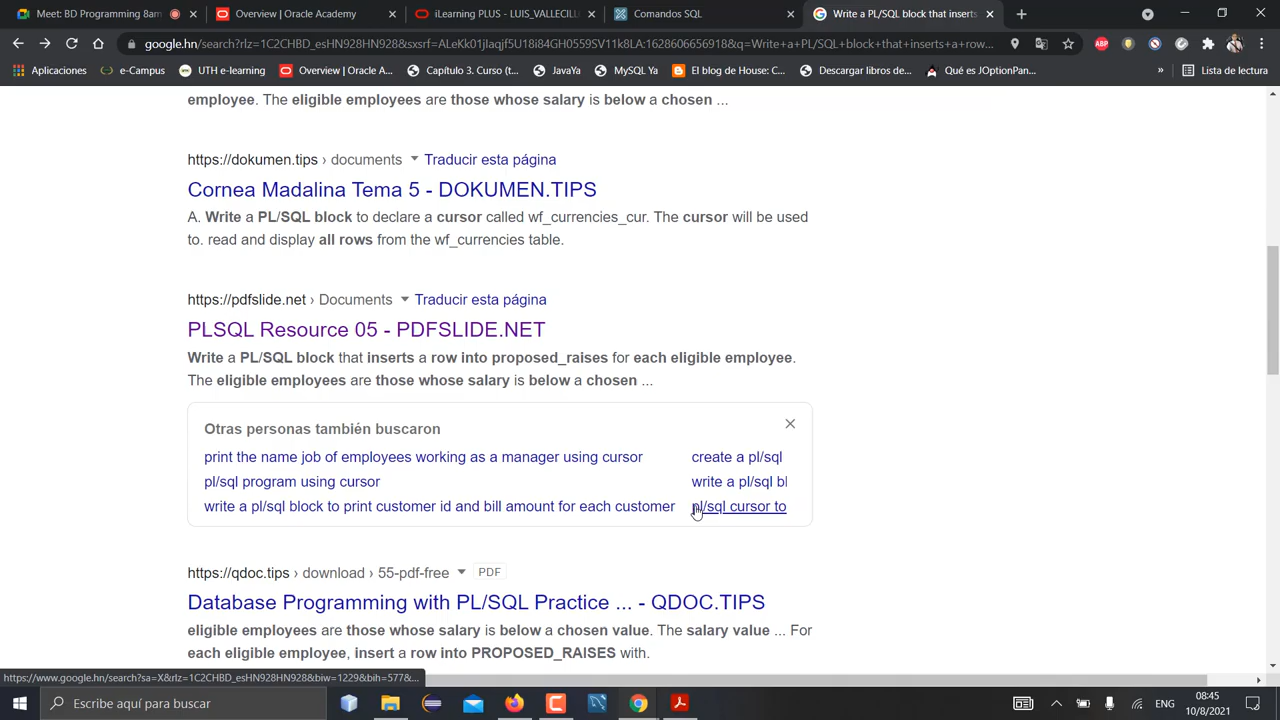 Meet: BD Programming 8am
Overview | Oracle Academy
iLearning PLUS - LUIS_VALLECILL
Comandos SQL
Write a PL/SQL block that inserts
google.hn/search?rlz=1C2CHBD_esHN928HN928&sxsrf=ALeKk01jIaqjf5U18i84GH0559SV11k8LA:1628606656918&q=Write+a+PL/SQL+block+that+inserts+a+row...
Aplicaciones
e-Campus
UTH e-learning
Overview | Oracle A...
Capítulo 3. Curso (t...
JavaYa
MySQL Ya
El blog de House: C...
Descargar libros de...
Qué es JOptionPan...
»
Lista de lectura
employee. The eligible employees are those whose salary is below a chosen ...
https://dokumen.tips › documents Traducir esta página
Cornea Madalina Tema 5 - DOKUMEN.TIPS
A. Write a PL/SQL block to declare a cursor called wf_currencies_cur. The cursor will be used
to. read and display all rows from the wf_currencies table.
https://pdfslide.net › Documents Traducir esta página
PLSQL Resource 05 - PDFSLIDE.NET
Write a PL/SQL block that inserts a row into proposed_raises for each eligible employee.
The eligible employees are those whose salary is below a chosen ...
Otras personas también buscaron
print the name job of employees working as a manager using cursor
create a pl/sql
pl/sql program using cursor
write a pl/sql bl
write a pl/sql block to print customer id and bill amount for each customer
pl/sql cursor to
https://qdoc.tips › download › 55-pdf-free PDF
Database Programming with PL/SQL Practice ... - QDOC.TIPS
eligible employees are those whose salary is below a chosen value. The salary value ... For
each eligible employee, insert a row into PROPOSED_RAISES with.
https://www.google.hn/search?sa=X&rlz=1C2CHBD_esHN928HN928&biw=1229&bih=577&...
Escribe aquí para buscar
ENG
08:45
10/8/2021